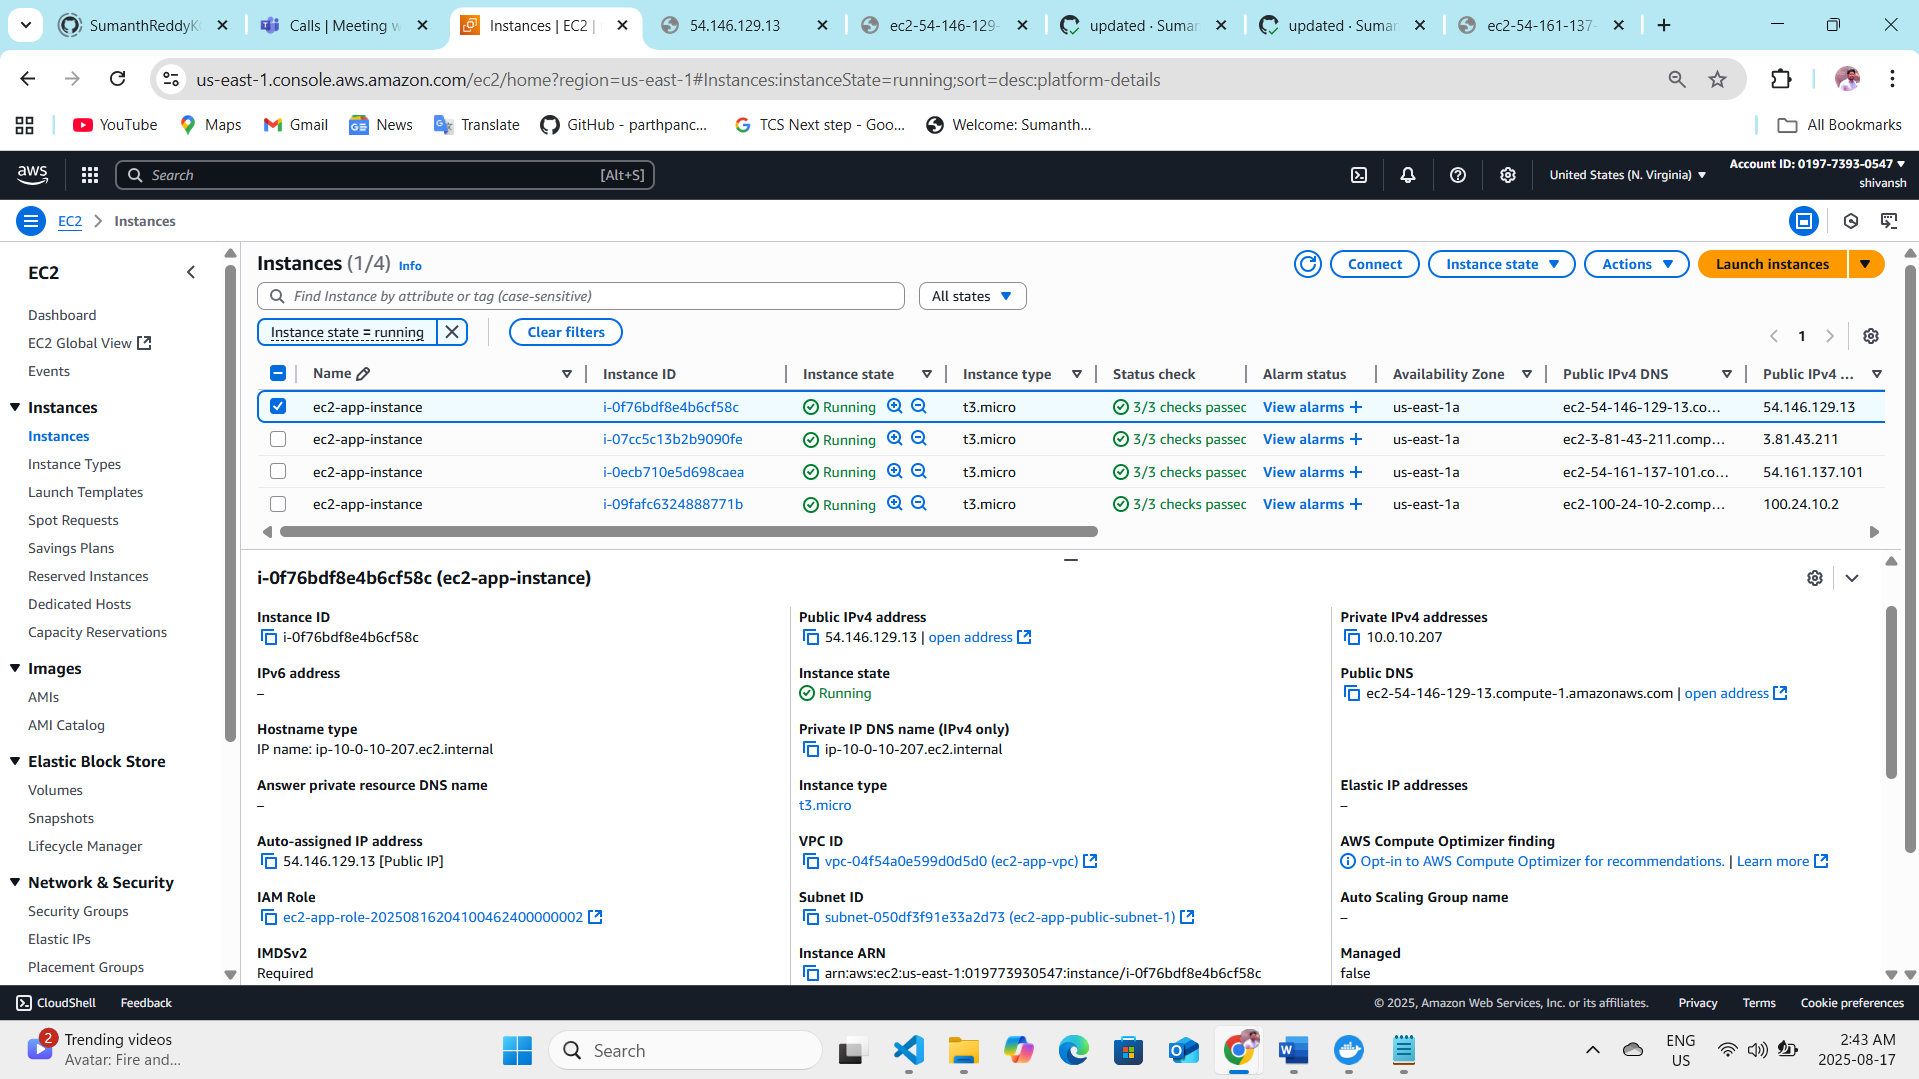 SumanthReddyK
Calls | Meeting w
Instances | EC2 |
54.146.129.13
ec2-54-146-129-
updated · Suman
updated · Suman
ec2-54-161-137-
us-east-1.console.aws.amazon.com/ec2/home?region=us-east-1#Instances:instanceState=running;sort=desc:platform-details
YouTube
Maps
Gmail
News
Translate
GitHub - parthpanc...
TCS Next step - Goo...
Welcome: Sumanth...
All Bookmarks
aws
Search
[Alt+S]
United States (N. Virginia)
Account ID: 0197-7393-0547
shivansh
EC2
Instances
EC2
Dashboard
EC2 Global View
Events
Instances
Instances
Instance Types
Launch Templates
Spot Requests
Savings Plans
Reserved Instances
Dedicated Hosts
Capacity Reservations
Images
AMIs
AMI Catalog
Elastic Block Store
Volumes
Snapshots
Lifecycle Manager
Network & Security
Security Groups
Elastic IPs
Placement Groups
Instances (1/4) Info
Connect
Instance state
Actions
Launch instances
Find Instance by attribute or tag (case-sensitive)
All states
Instance state = running
Clear filters
1
Name Instance ID Instance state Instance type Status check Alarm status Availability Zone Public IPv4 DNS Public IPv4 ...
ec2-app-instance i-0f76bdf8e4b6cf58c Running t3.micro 3/3 checks passed View alarms + us-east-1a ec2-54-146-129-13.co... 54.146.129.13
ec2-app-instance i-07cc5c13b2b9090fe Running t3.micro 3/3 checks passed View alarms + us-east-1a ec2-3-81-43-211.comp... 3.81.43.211
ec2-app-instance i-0ecb710e5d698caea Running t3.micro 3/3 checks passed View alarms + us-east-1a ec2-54-161-137-101.co... 54.161.137.101
ec2-app-instance i-09fafc6324888771b Running t3.micro 3/3 checks passed View alarms + us-east-1a ec2-100-24-10-2.comp... 100.24.10.2
i-0f76bdf8e4b6cf58c (ec2-app-instance)
Instance ID
i-0f76bdf8e4b6cf58c
Public IPv4 address
54.146.129.13 | open address
Private IPv4 addresses
10.0.10.207
IPv6 address
–
Instance state
Running
Public DNS
ec2-54-146-129-13.compute-1.amazonaws.com | open address
Hostname type
IP name: ip-10-0-10-207.ec2.internal
Private IP DNS name (IPv4 only)
ip-10-0-10-207.ec2.internal
Answer private resource DNS name
–
Instance type
t3.micro
Elastic IP addresses
–
Auto-assigned IP address
54.146.129.13 [Public IP]
VPC ID
vpc-04f54a0e599d0d5d0 (ec2-app-vpc)
AWS Compute Optimizer finding
Opt-in to AWS Compute Optimizer for recommendations. | Learn more
IAM Role
ec2-app-role-20250816204100462400000002
Subnet ID
subnet-050df3f91e33a2d73 (ec2-app-public-subnet-1)
Auto Scaling Group name
–
IMDSv2
Required
Instance ARN
arn:aws:ec2:us-east-1:019773930547:instance/i-0f76bdf8e4b6cf58c
Managed
false
CloudShell
Feedback
© 2025, Amazon Web Services, Inc. or its affiliates.
Privacy
Terms
Cookie preferences
2
Trending videos
Avatar: Fire and...
Search
ENG
US
2:43 AM
2025-08-17